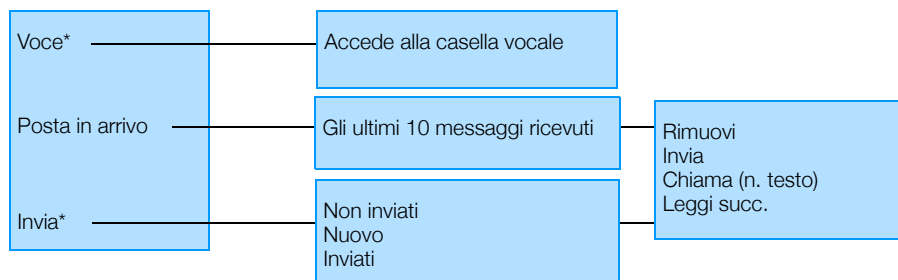 Voce*
Accede alla casella vocale
Posta in arrivo
Gli ultimi 10 messaggi ricevuti
Rimuovi
Invia
Chiama (n. testo)
Leggi succ.
Invia*
Non inviati
Nuovo
Inviati